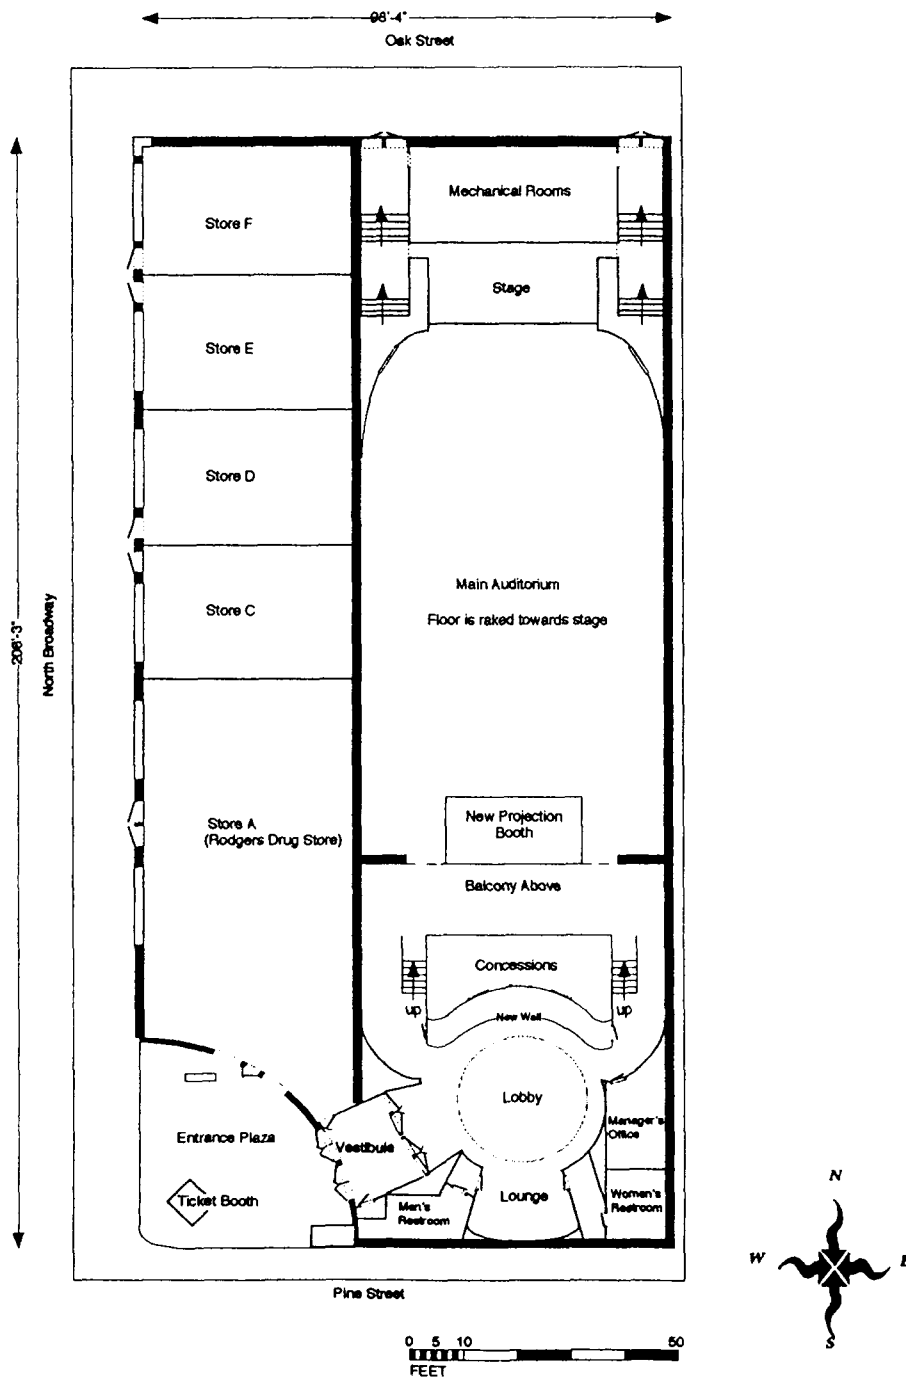 98'-4"
Oak Street
Mechanical Rooms
Store F
Stage
Store E
Store D
Main Auditorium
Store C
Floor is raked towards stage
North Broadway
206'-3"
New Projection
Booth
Store A
(Rodgers Drug Store)
Balcony Above
Concessions
up
up
New Wall
Lobby
Manager's
Office
Entrance Plaza
Vestibule
Ticket Booth
Lounge
Men's
Restroom
Women's
Restroom
N
W
E
S
Pine Street
0 5 10 50
FEET